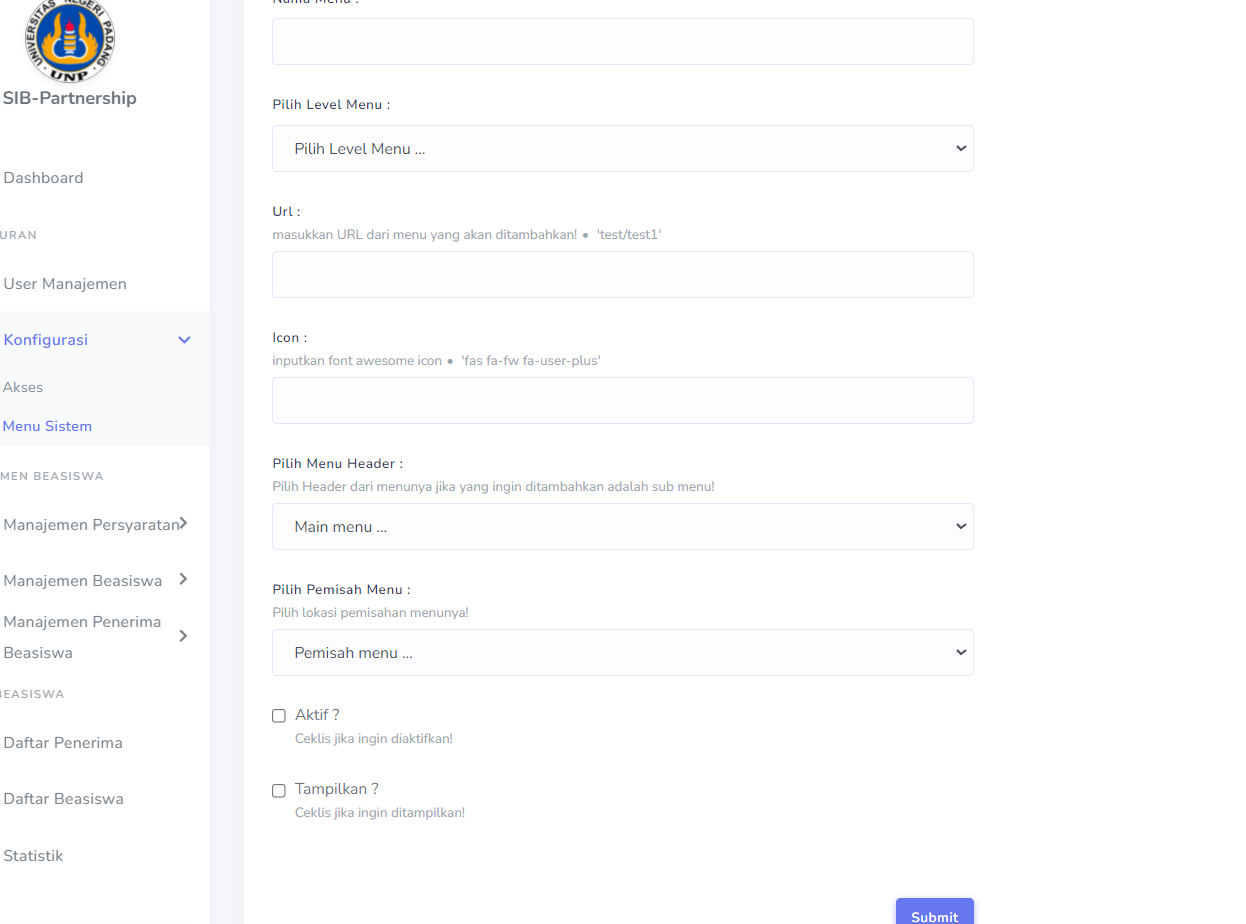 UNIVERSITAS NEGERI PADANG
UNP
SIB-Partnership
Dashboard
URAN
User Manajemen
Konfigurasi
Akses
Menu Sistem
MEN BEASISWA
Manajemen Persyaratan
Manajemen Beasiswa
Manajemen Penerima
Beasiswa
BEASISWA
Daftar Penerima
Daftar Beasiswa
Statistik
Nama Menu :
Pilih Level Menu :
Pilih Level Menu ...
Url :
masukkan URL dari menu yang akan ditambahkan! • 'test/test1'
Icon :
inputkan font awesome icon • 'fas fa-fw fa-user-plus'
Pilih Menu Header :
Pilih Header dari menunya jika yang ingin ditambahkan adalah sub menu!
Main menu ...
Pilih Pemisah Menu :
Pilih lokasi pemisahan menunya!
Pemisah menu ...
Aktif ?
Ceklis jika ingin diaktifkan!
Tampilkan ?
Ceklis jika ingin ditampilkan!
Submit